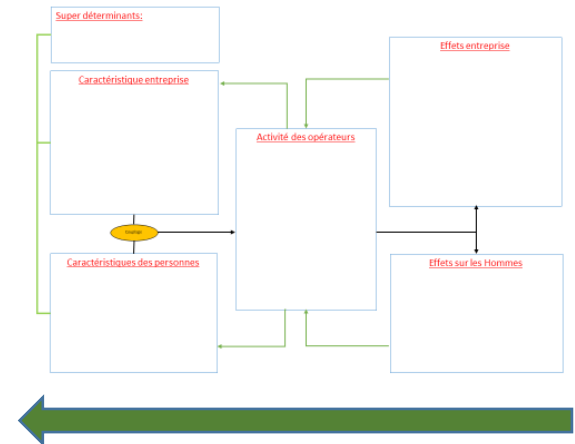 Super déterminants:
Caractéristique entreprise
Effets entreprise
Activité des opérateurs
Caractéristiques des personnes
Effets sur les Hommes